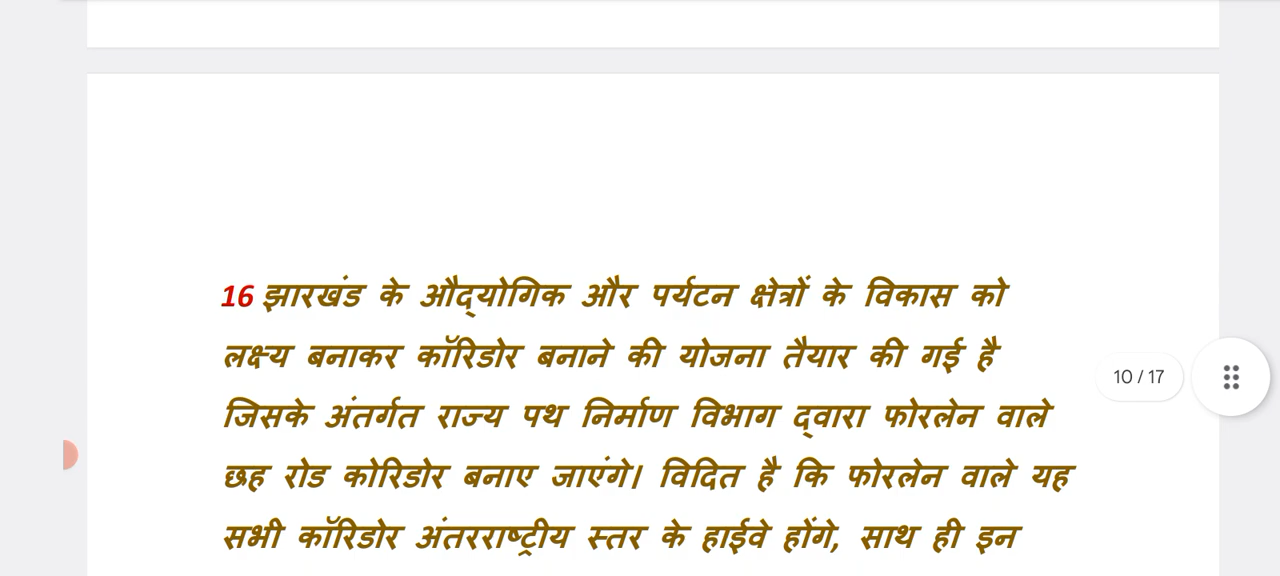 16 झारखंड के औद्योगिक और पर्यटन क्षेत्रों के विकास को
लक्ष्य बनाकर कॉरिडोर बनाने की योजना तैयार की गई है
जिसके अंतर्गत राज्य पथ निर्माण विभाग द्वारा फोरलेन वाले
छह रोड कोरिडोर बनाए जाएंगे। विदित है कि फोरलेन वाले यह
सभी कॉरिडोर अंतरराष्ट्रीय स्तर के हाईवे होंगे, साथ ही इन
10 / 17